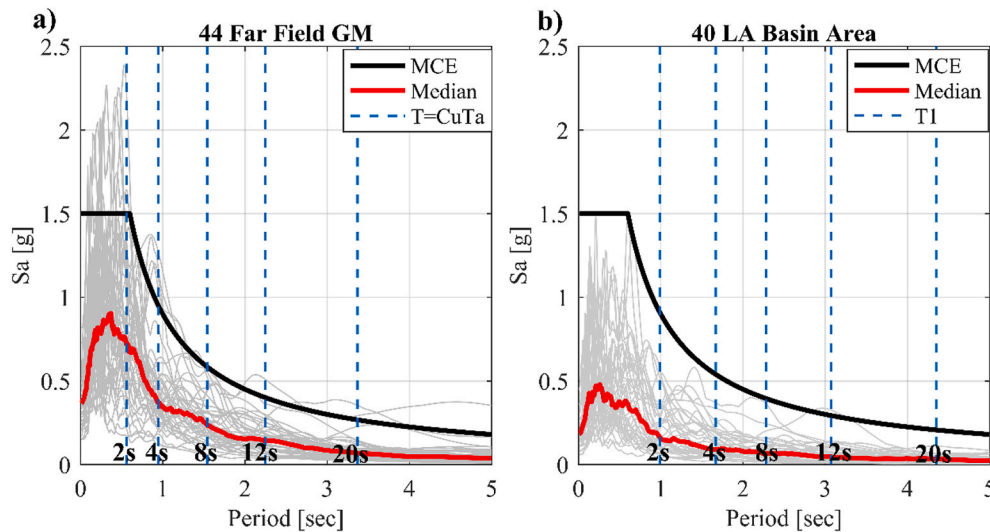 a)
44 Far Field GM
2.5
2
1.5
1
0.5
0
Sa [g]
MCE
Median
T=CuTa
2s 4s 8s 12s 20s
0 1 2 3 4 5
Period [sec]
b)
40 LA Basin Area
2.5
2
1.5
1
0.5
0
Sa [g]
MCE
Median
T1
2s 4s 8s 12s 20s
0 1 2 3 4 5
Period [sec]